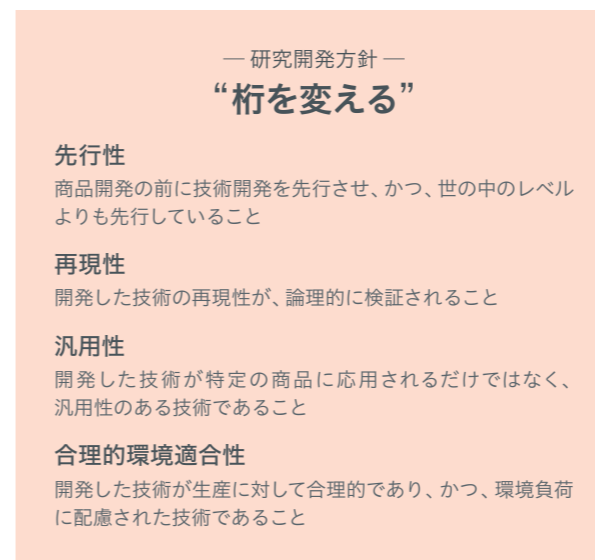 ― 研究開発方針 ―
“桁を変える”
先行性
商品開発の前に技術開発を先行させ、かつ、世の中のレベル
よりも先行していること
再現性
開発した技術の再現性が、論理的に検証されること
汎用性
開発した技術が特定の商品に応用されるだけではなく、
汎用性のある技術であること
合理的環境適合性
開発した技術が生産に対して合理的であり、かつ、環境負荷
に配慮された技術であること